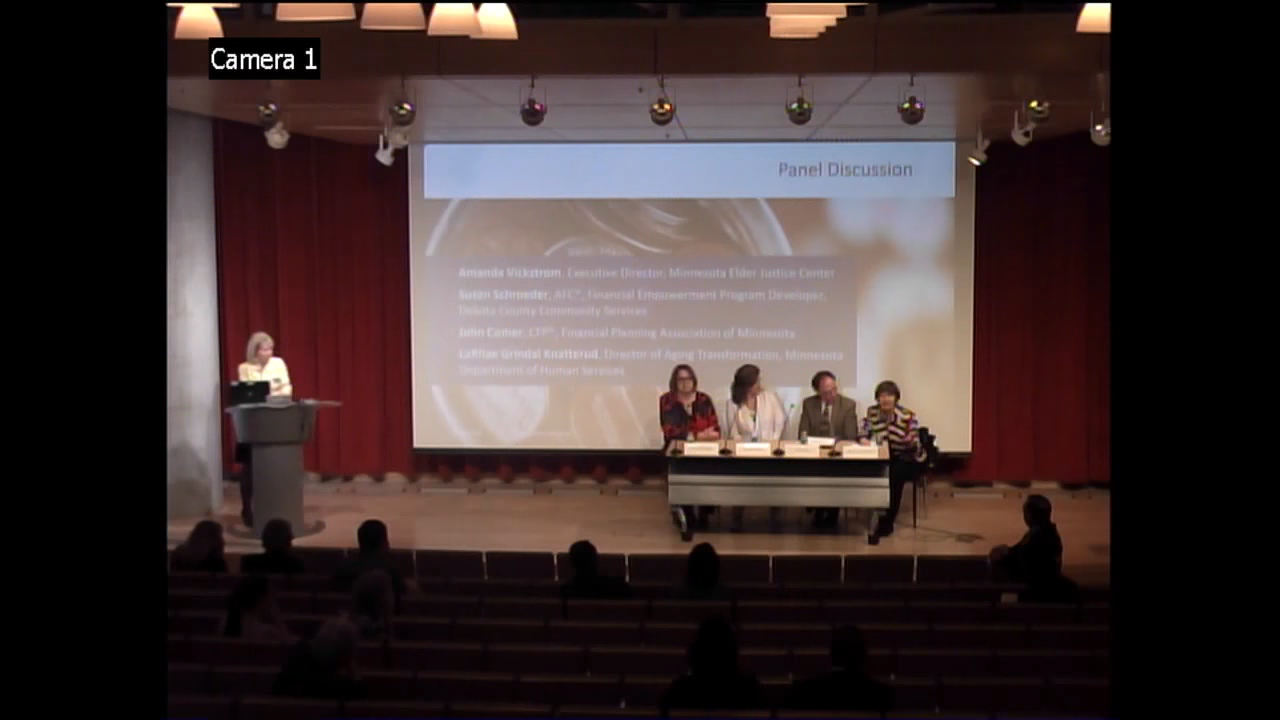 Camera 1
Panel Discussion
Amanda Vickstrom, Executive Director, Minnesota Elder Justice Center
Susan Schroeder, AFC®, Financial Empowerment Program Developer,
Dakota County Community Services
John Comer, CFP®, Financial Planning Association of Minnesota
LaRhae Grindal Knatterud, Director of Aging Transformation, Minnesota
Department of Human Services